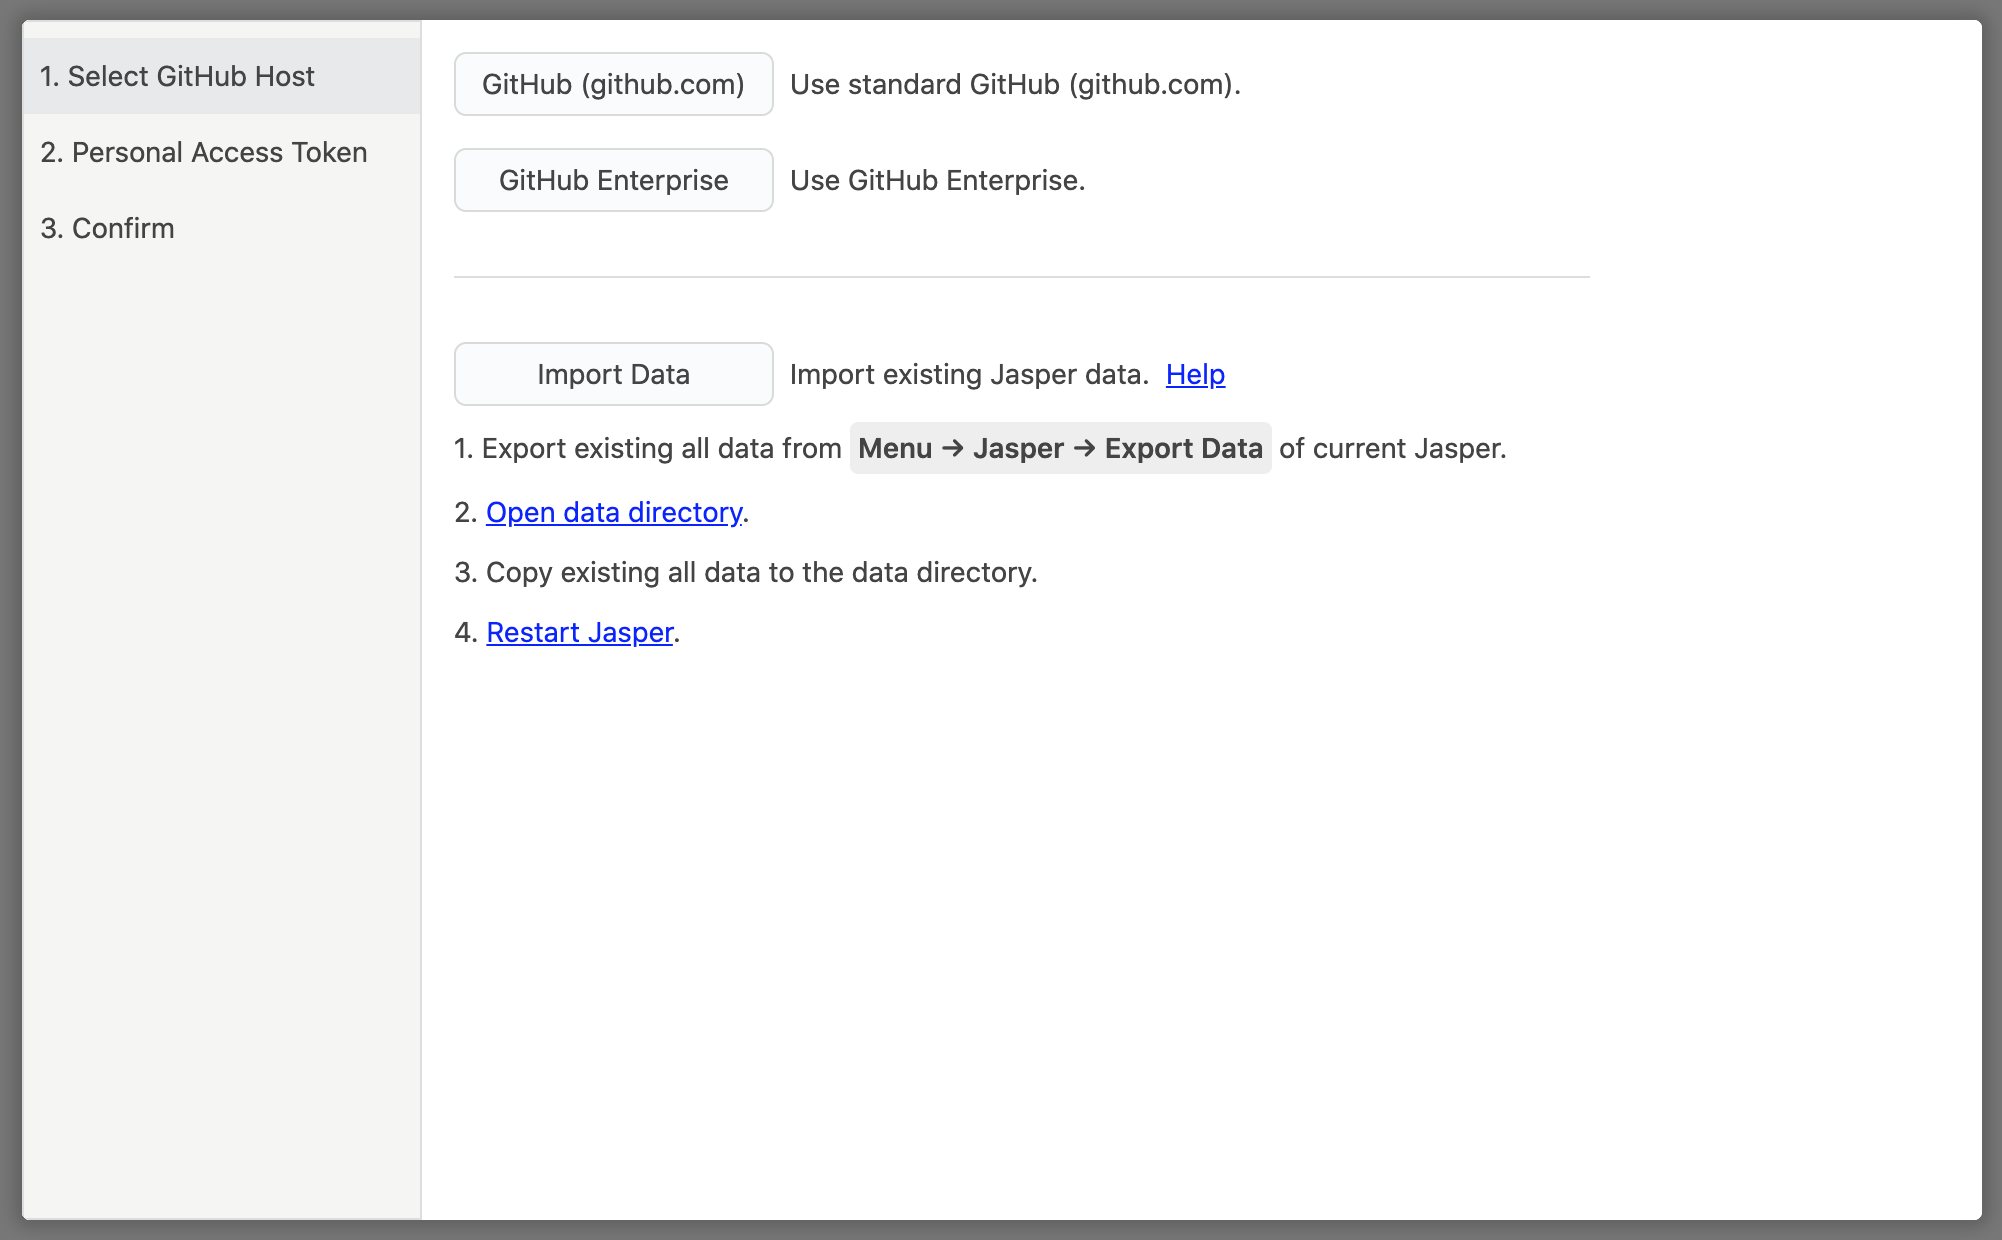 1. Select GitHub Host
2. Personal Access Token
3. Confirm
GitHub (github.com) Use standard GitHub (github.com).
GitHub Enterprise Use GitHub Enterprise.
Import Data Import existing Jasper data. Help
1. Export existing all data from Menu → Jasper → Export Data of current Jasper.
2. Open data directory.
3. Copy existing all data to the data directory.
4. Restart Jasper.